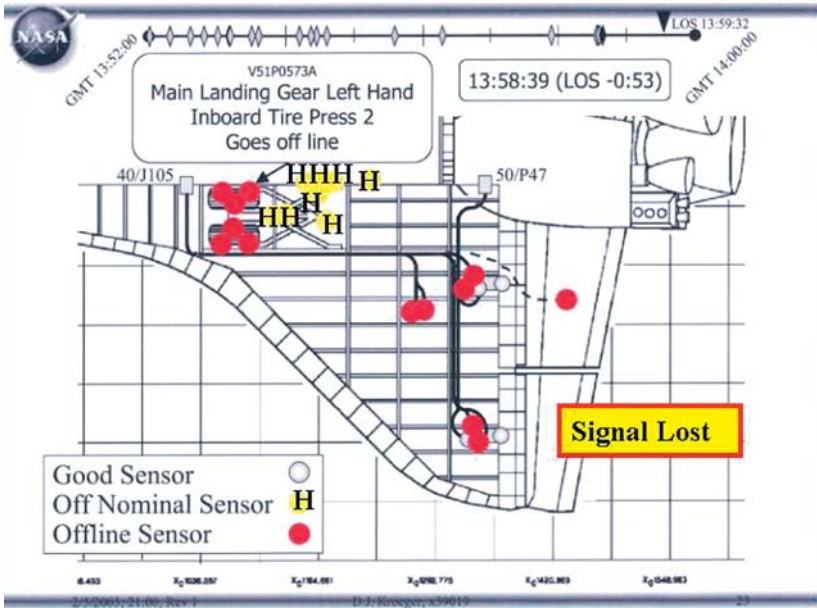 NASA
LOS 13:59:32
GMT 13:52:00
GMT 14:00:00
V51P0573A
Main Landing Gear Left Hand
Inboard Tire Press 2
Goes off line
13:58:39 (LOS -0:53)
40/J105
HHH
H
50/P47
H
HH
H
Signal Lost
Good Sensor
Off Nominal Sensor H
Offline Sensor
2/5/2003, 21:00, Rev 1
D.J. Kroeger, x39019
23